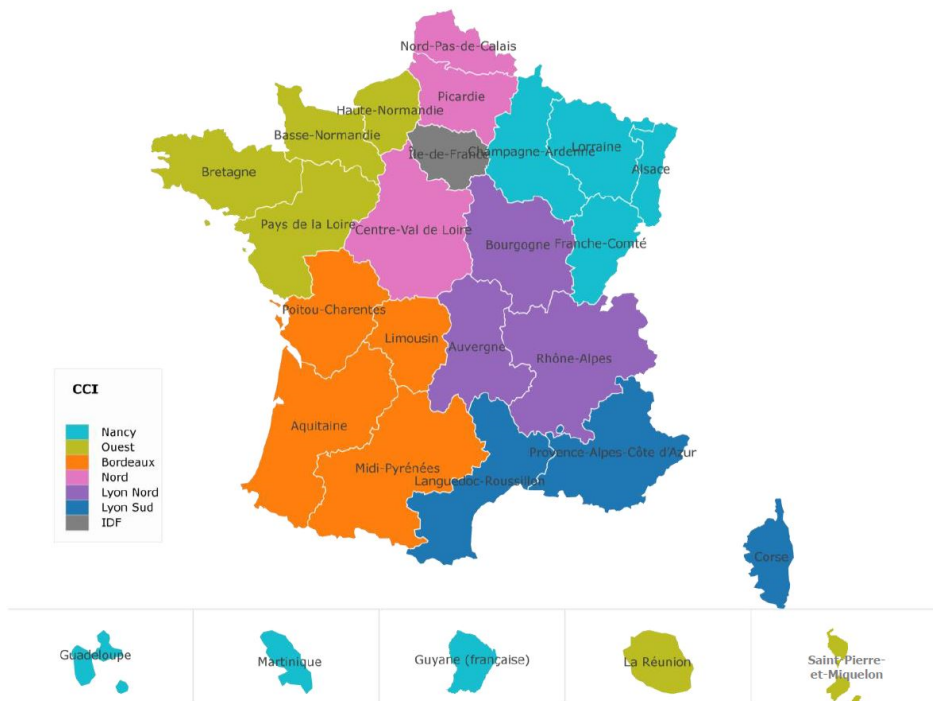 Nord-Pas-de-Calais
Picardie
Haute-Normandie
Basse-Normandie
Île-de-France
Champagne-Ardenne
Lorraine
Alsace
Bretagne
Pays de la Loire
Centre-Val de Loire
Bourgogne
Franche-Comté
Poitou-Charentes
Limousin
Auvergne
Rhône-Alpes
CCI
Nancy
Ouest
Bordeaux
Nord
Lyon Nord
Lyon Sud
IDF
Aquitaine
Midi-Pyrénées
Languedoc-Roussillon
Provence-Alpes-Côte d'Azur
Corse
Guadeloupe
Martinique
Guyane (française)
La Réunion
Saint Pierre-
et-Miquelon